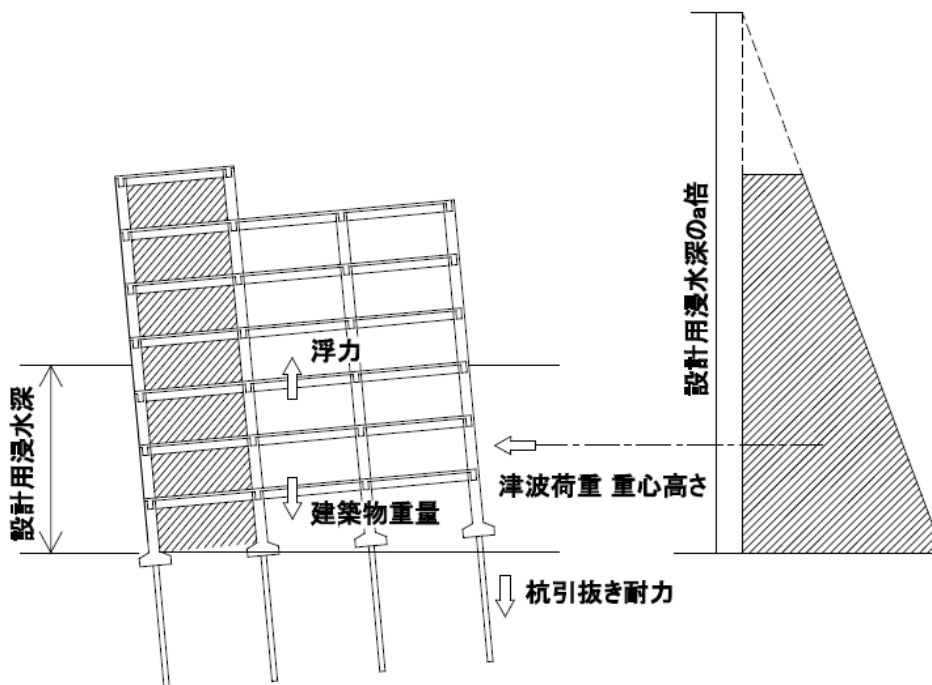 設計用浸水深
浮力
建築物重量
津波荷重 重心高さ
杭引抜き耐力
設計用浸水深のa倍